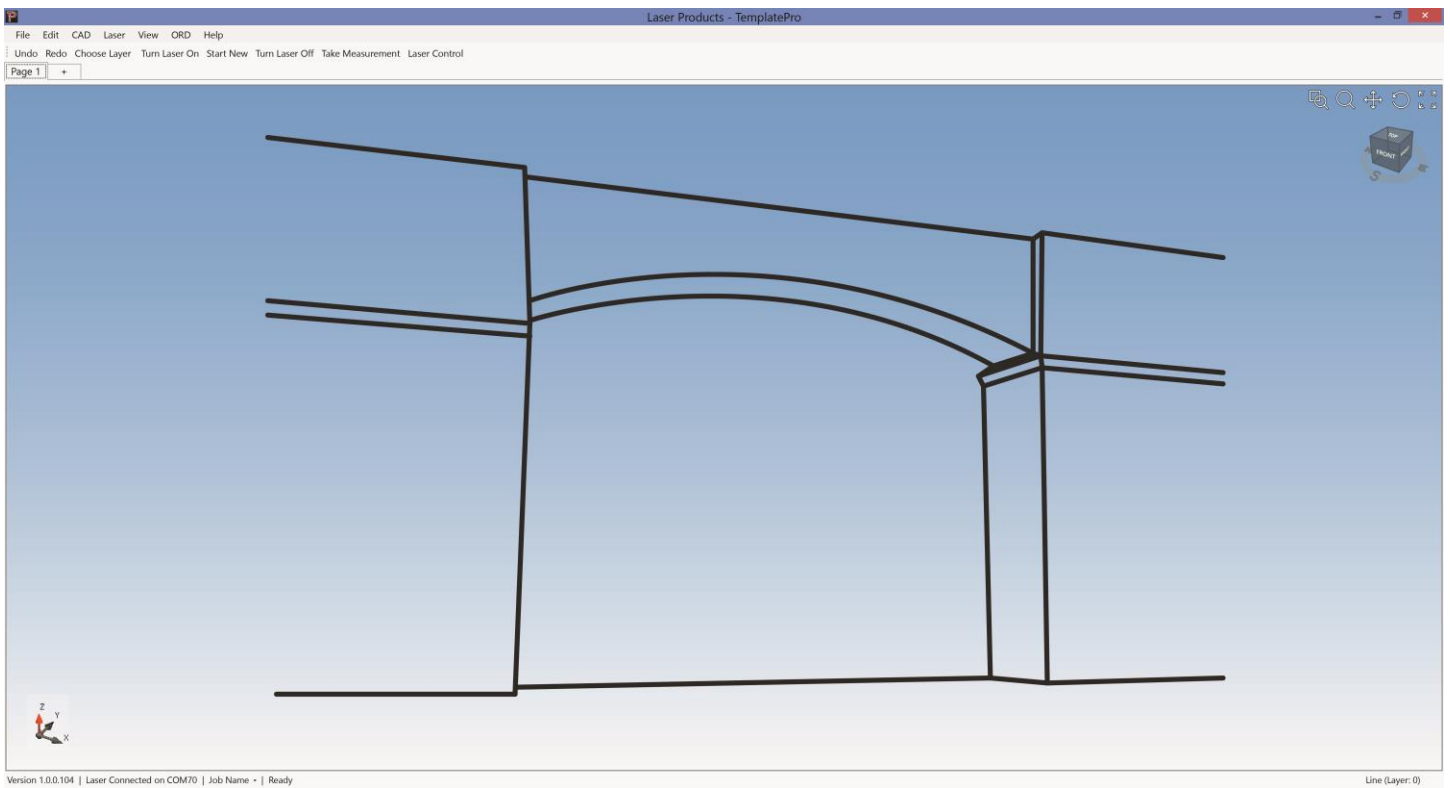 Laser Products - TemplatePro
File Edit CAD Laser View ORD Help
Undo Redo Choose Layer Turn Laser On Start New Turn Laser Off Take Measurement Laser Control
Page 1 +
TOP
FRONT
S
Z
Y
X
Version 1.0.0.104 | Laser Connected on COM70 | Job Name - | Ready
Line (Layer: 0)